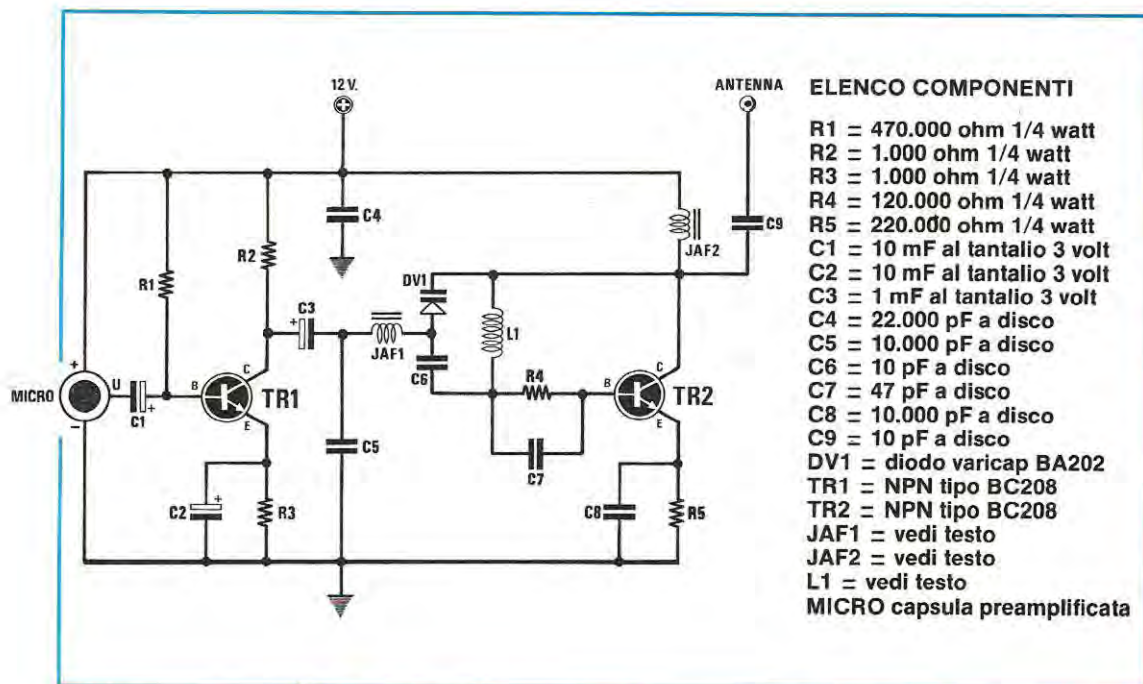 12 V.
ANTENNA
C4
C9
R2
JAF2
R1
DV1
C3
+
JAF1
L1
C6
R4
+
MICRO
U
-
C1
+
B
C
E
TR1
B
C
E
TR2
C5
C7
C2
+
R3
C8
R5
ELENCO COMPONENTI
R1 = 470.000 ohm 1/4 watt
R2 = 1.000 ohm 1/4 watt
R3 = 1.000 ohm 1/4 watt
R4 = 120.000 ohm 1/4 watt
R5 = 220.000 ohm 1/4 watt
C1 = 10 mF al tantalio 3 volt
C2 = 10 mF al tantalio 3 volt
C3 = 1 mF al tantalio 3 volt
C4 = 22.000 pF a disco
C5 = 10.000 pF a disco
C6 = 10 pF a disco
C7 = 47 pF a disco
C8 = 10.000 pF a disco
C9 = 10 pF a disco
DV1 = diodo varicap BA202
TR1 = NPN tipo BC208
TR2 = NPN tipo BC208
JAF1 = vedi testo
JAF2 = vedi testo
L1 = vedi testo
MICRO capsula preamplificata